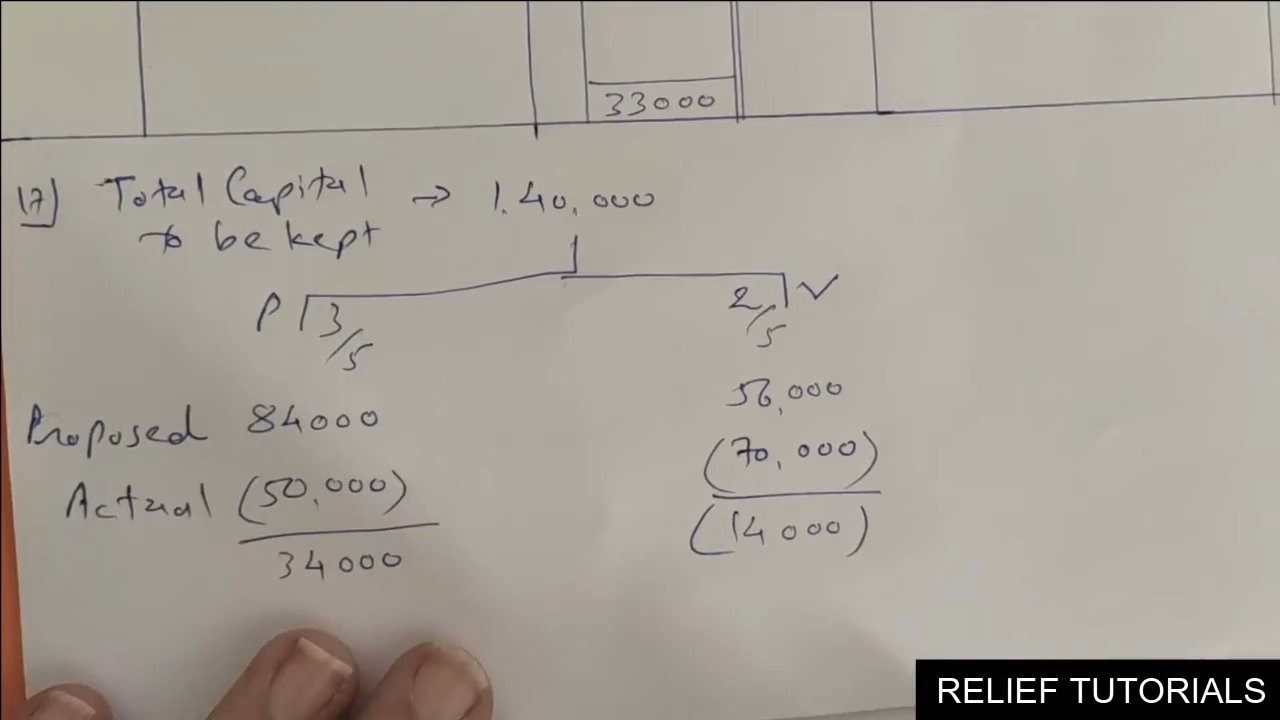 33000
17) Total Capital → 1.40,000
to be kept
P 3/5 2/5 V
Proposed 84000 56,000
Actual (50,000) (70,000)
34000 (14000)
RELIEF TUTORIALS